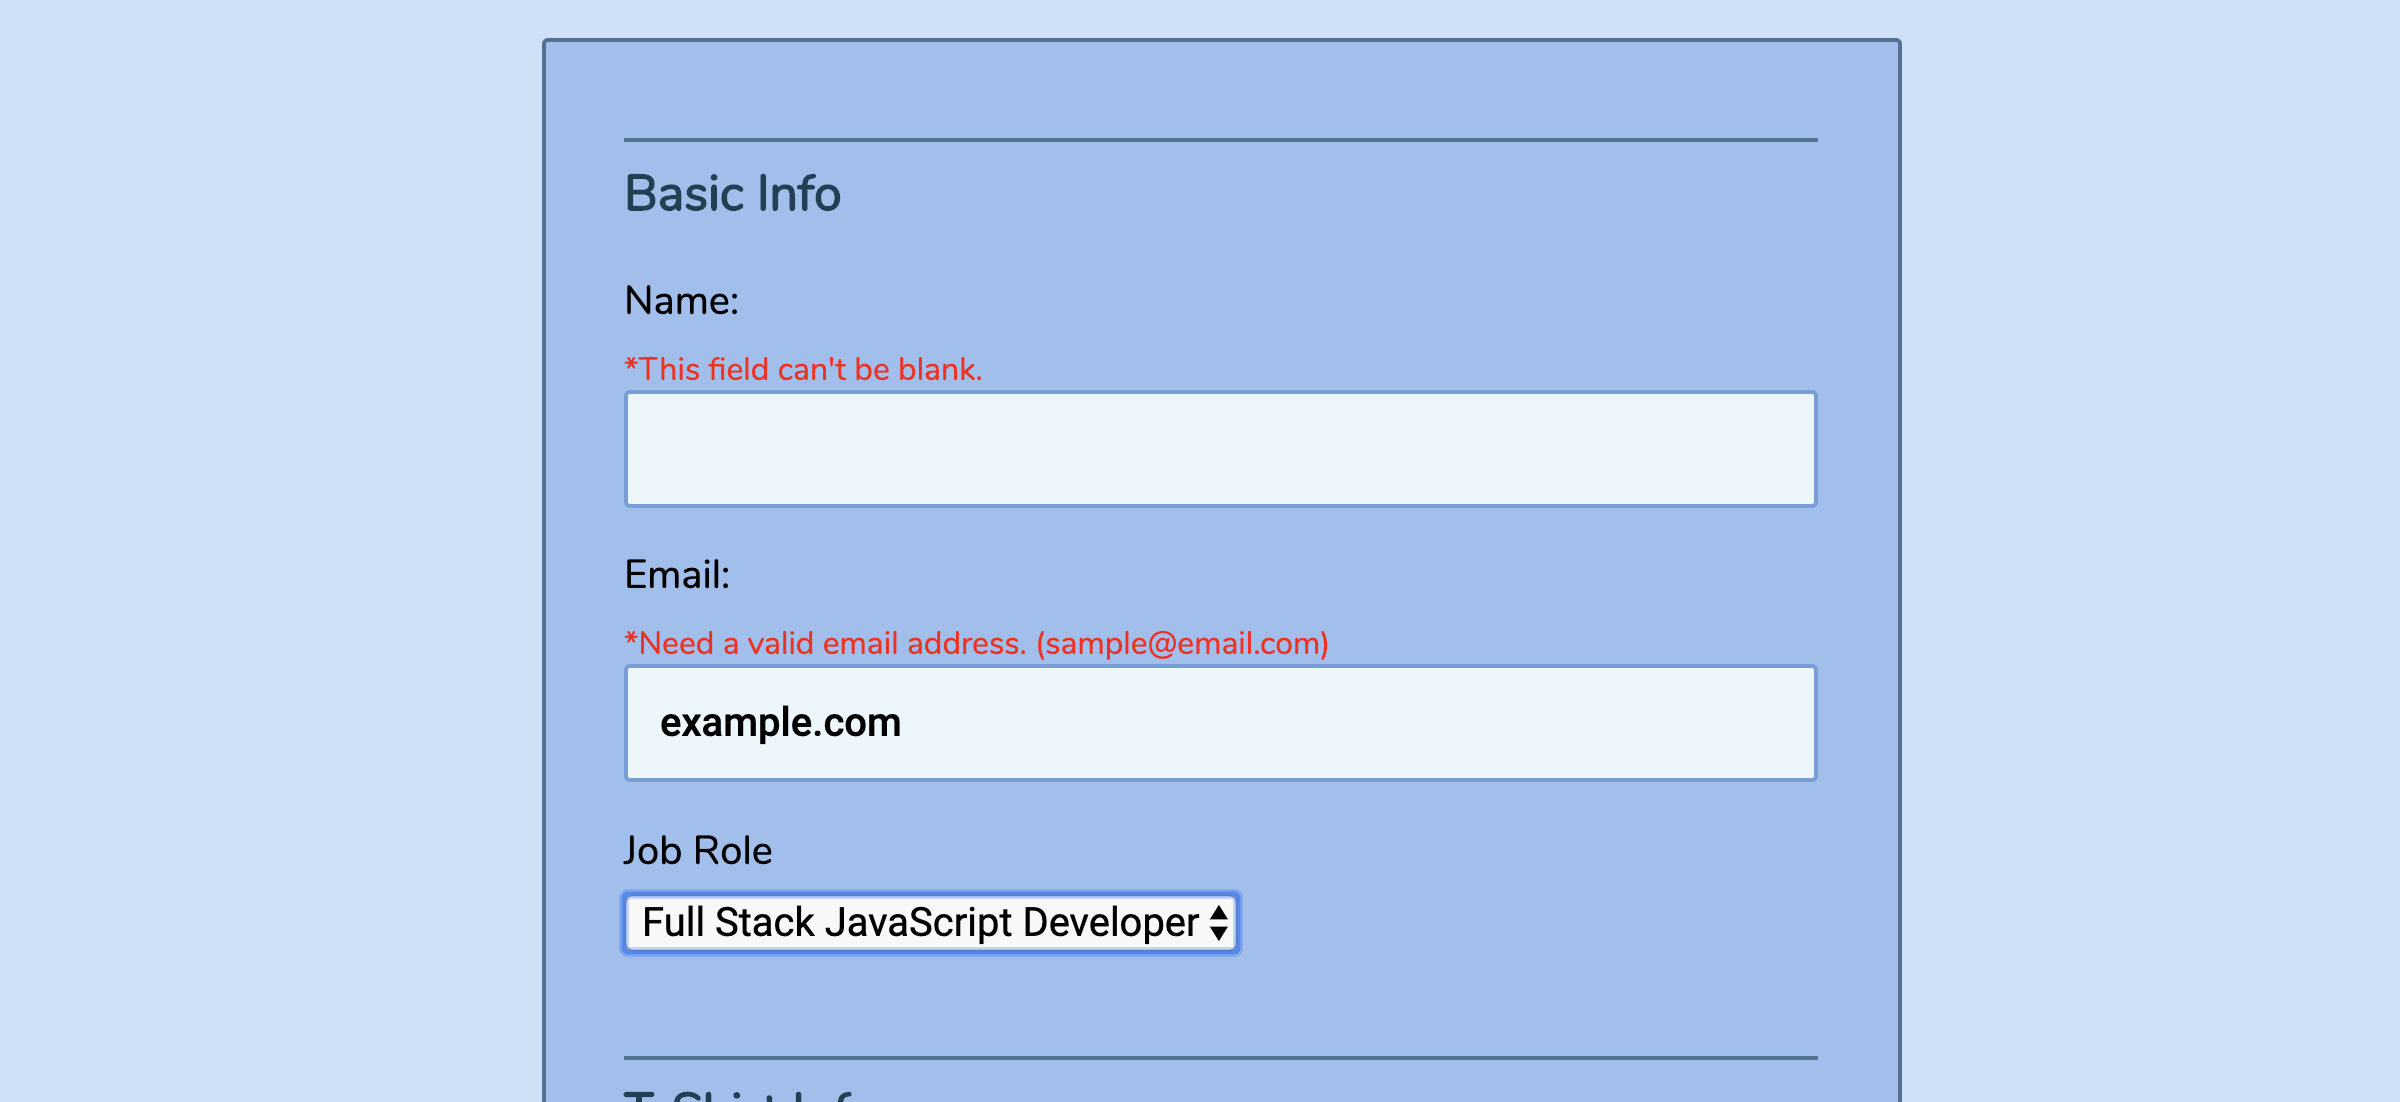 Basic Info
Name:
*This field can't be blank.
Email:
*Need a valid email address. (sample@email.com)
example.com
Job Role
Full Stack JavaScript Developer